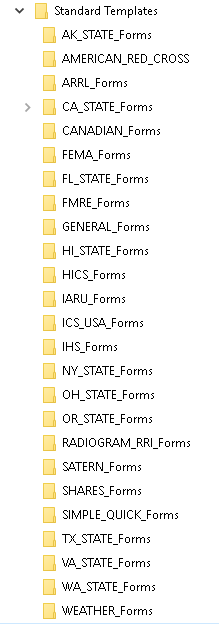 Standard Templates
AK_STATE_Forms
AMERICAN_RED_CROSS
ARRL_Forms
CA_STATE_Forms
CANADIAN_Forms
FEMA_Forms
FL_STATE_Forms
FMRE_Forms
GENERAL_Forms
HI_STATE_Forms
HICS_Forms
IARU_Forms
ICS_USA_Forms
IHS_Forms
NY_STATE_Forms
OH_STATE_Forms
OR_STATE_Forms
RADIOGRAM_RRI_Forms
SATERN_Forms
SHARES_Forms
SIMPLE_QUICK_Forms
TX_STATE_Forms
VA_STATE_Forms
WA_STATE_Forms
WEATHER_Forms